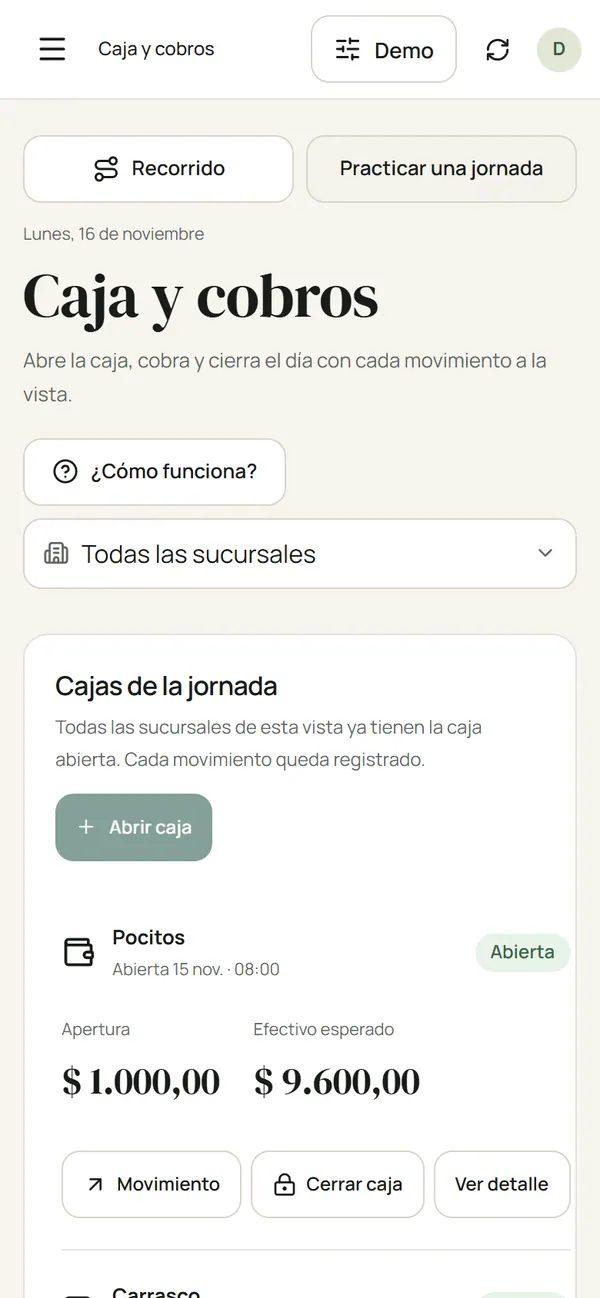 Caja y cobros
Demo
D
Recorrido
Practicar una jornada
Lunes, 16 de noviembre
Caja y cobros
Abre la caja, cobra y cierra el día con cada movimiento a la
vista.
¿Cómo funciona?
Todas las sucursales
Cajas de la jornada
Todas las sucursales de esta vista ya tienen la caja
abierta. Cada movimiento queda registrado.
Abrir caja
Pocitos
Abierta 15 nov. · 08:00
Abierta
Apertura
Efectivo esperado
$ 1.000,00
$ 9.600,00
Movimiento
Cerrar caja
Ver detalle
Carrasco